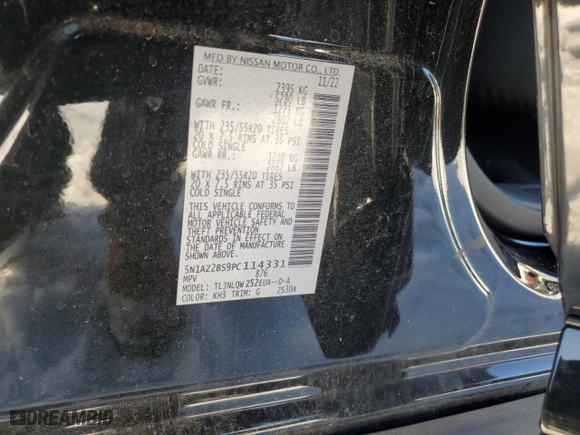 MFD BY NISSAN MOTOR CO., LTD.
DATE: 11/22
GVWR: 2395 KG
5280 LB
GAWR FR.: KG
LB
WITH 235/55R20 TIRES
20 X 7.5 RIMS AT 35 PSI
COLD SINGLE
GAWR RR.: 1210 KG
LB
WITH 235/55R20 TIRES
20 X 7.5 RIMS AT 35 PSI
COLD SINGLE
THIS VEHICLE CONFORMS TO
ALL APPLICABLE FEDERAL
MOTOR VEHICLE SAFETY AND
THEFT PREVENTION
STANDARDS IN EFFECT ON
THE DATE OF MANUFACTURE
SHOWN ABOVE.
5N1AZ2BS9PC114331
MPV 876
MODEL: TLJNLQWZS2EUA--D-A
COLOR: KH3 TRIM: G ZS30A
DREAMBID